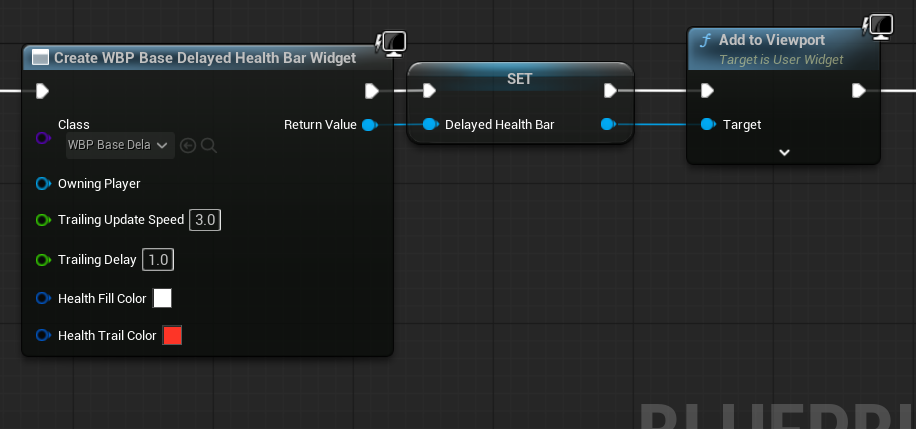 Create WBP Base Delayed Health Bar Widget
Class
WBP Base Dela
Return Value
Owning Player
Trailing Update Speed 3.0
Trailing Delay 1.0
Health Fill Color
Health Trail Color
SET
Delayed Health Bar
f Add to Viewport
Target is User Widget
Target
BLUEPRI